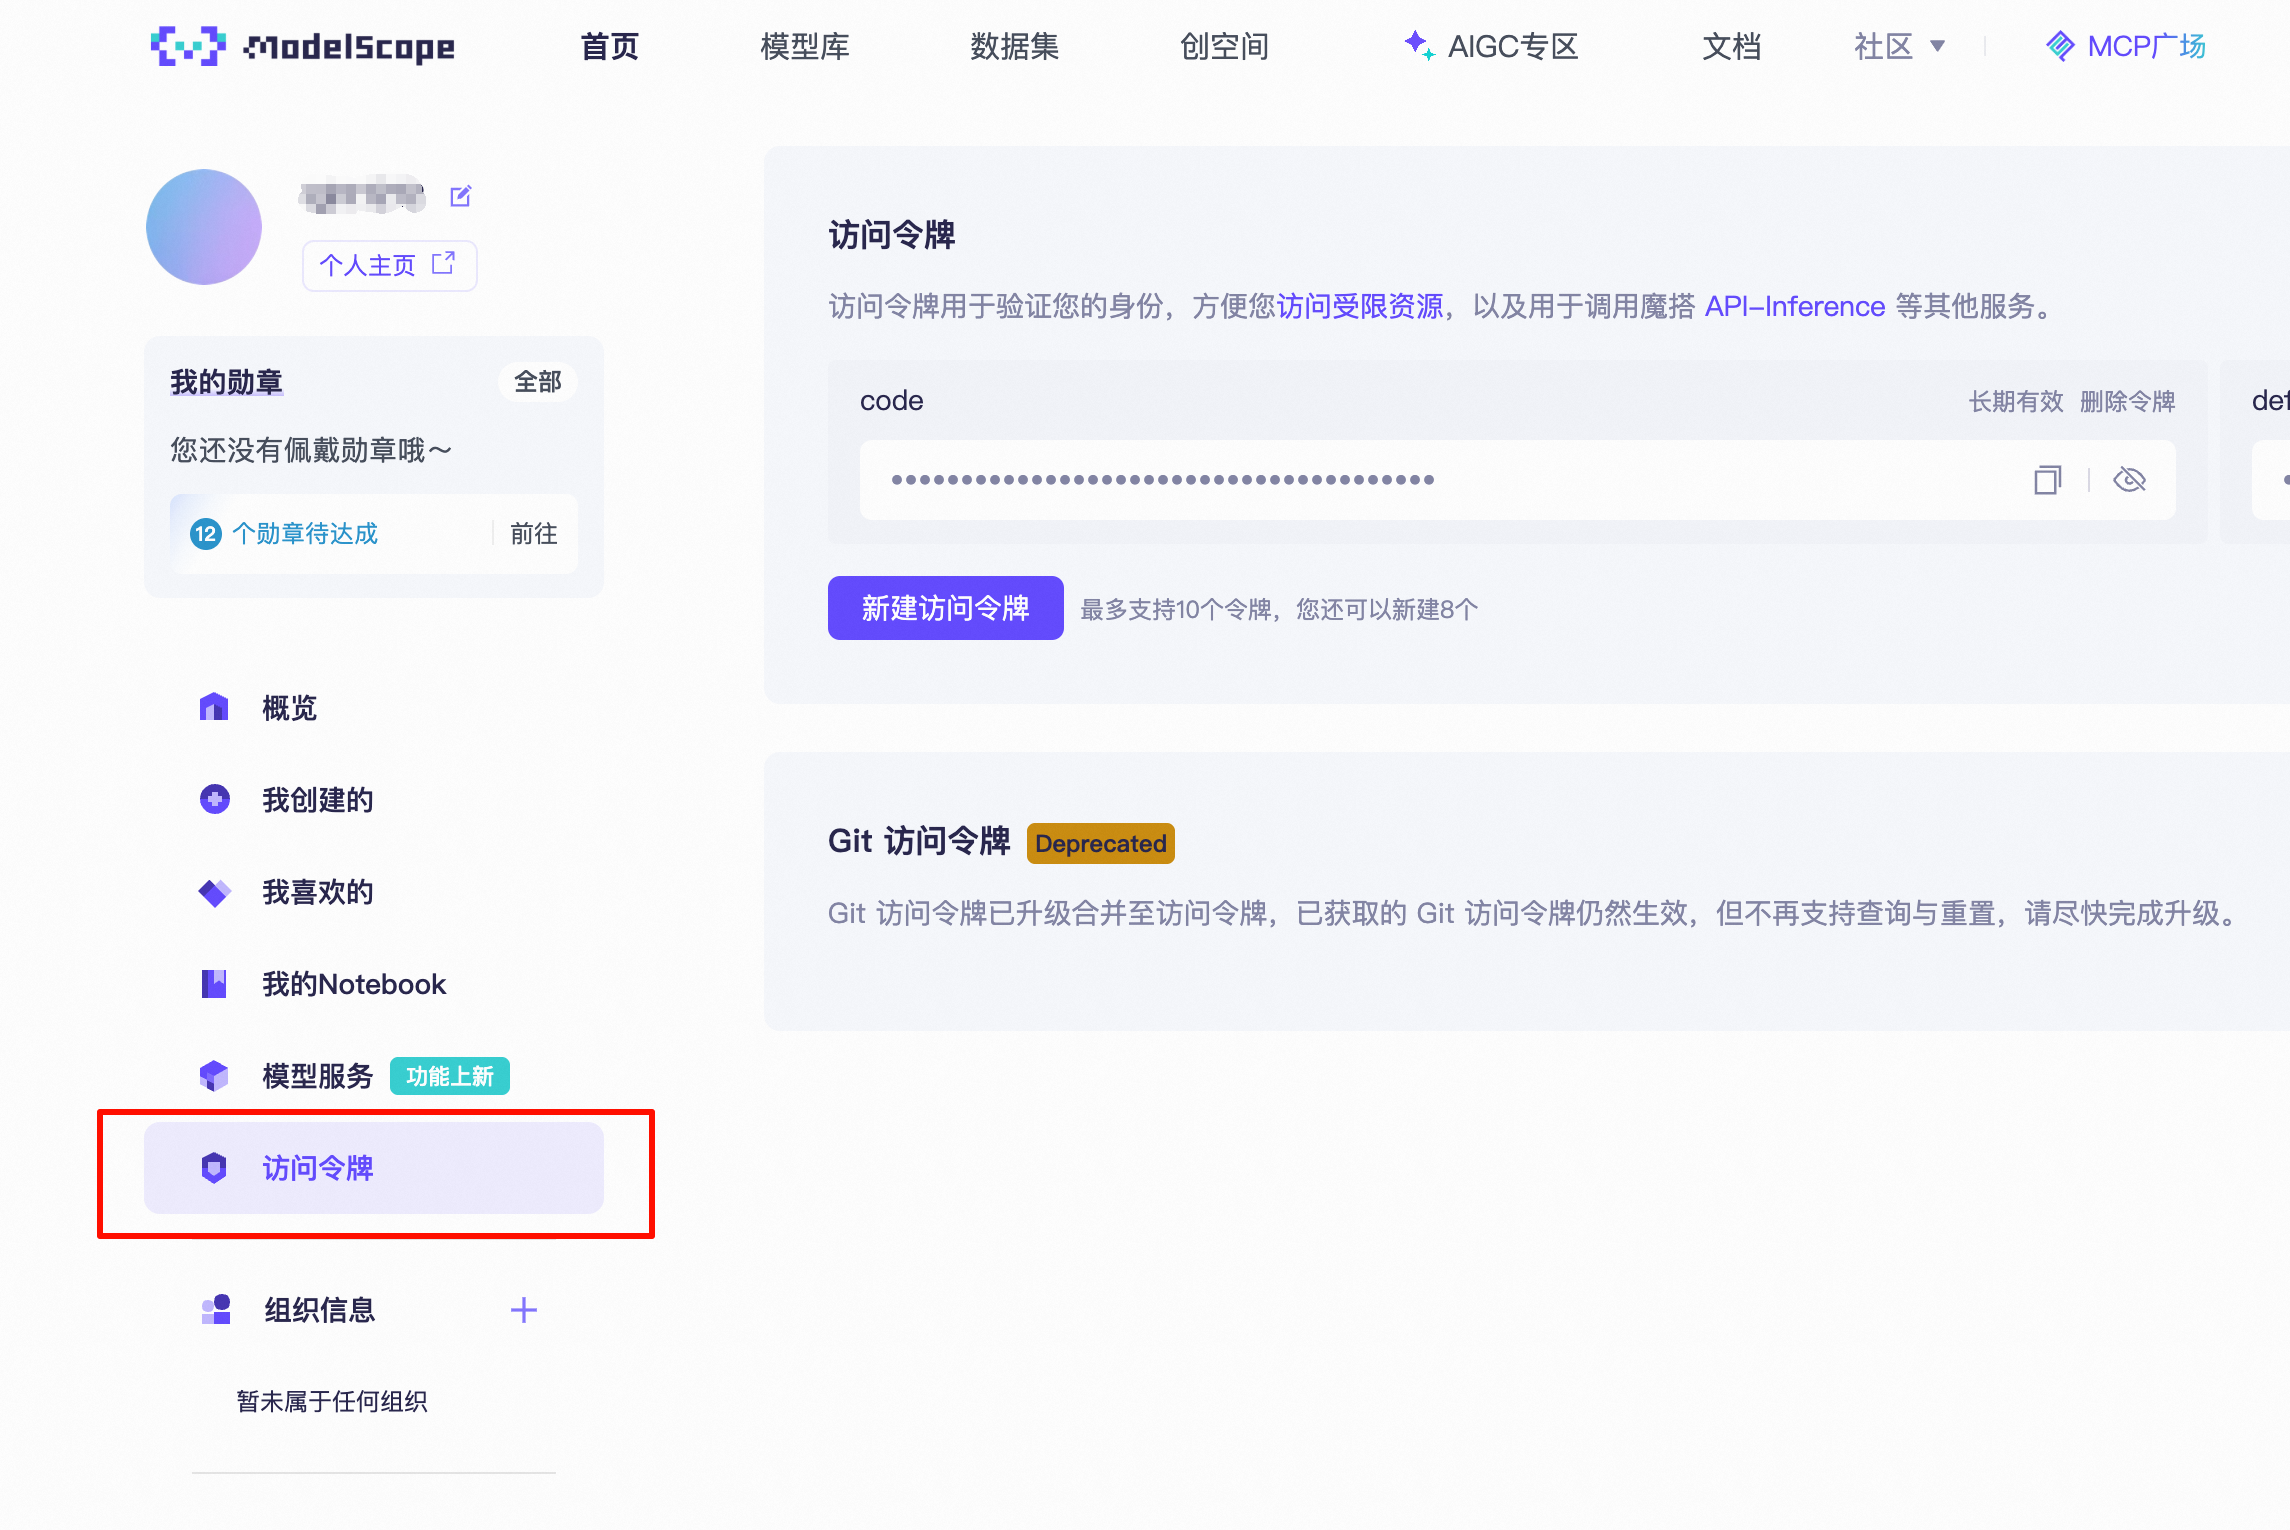 ModelScope
首页
模型库
数据集
创空间
AIGC专区
文档
社区
MCP广场
个人主页
我的勋章
全部
您还没有佩戴勋章哦～
12 个勋章待达成
前往
概览
我创建的
我喜欢的
我的Notebook
模型服务 功能上新
访问令牌
组织信息
暂未属于任何组织
访问令牌
访问令牌用于验证您的身份，方便您访问受限资源，以及用于调用魔搭 API-Inference 等其他服务。
code
长期有效 删除令牌
新建访问令牌
最多支持10个令牌，您还可以新建8个
Git 访问令牌 Deprecated
Git 访问令牌已升级合并至访问令牌，已获取的 Git 访问令牌仍然生效，但不再支持查询与重置，请尽快完成升级。